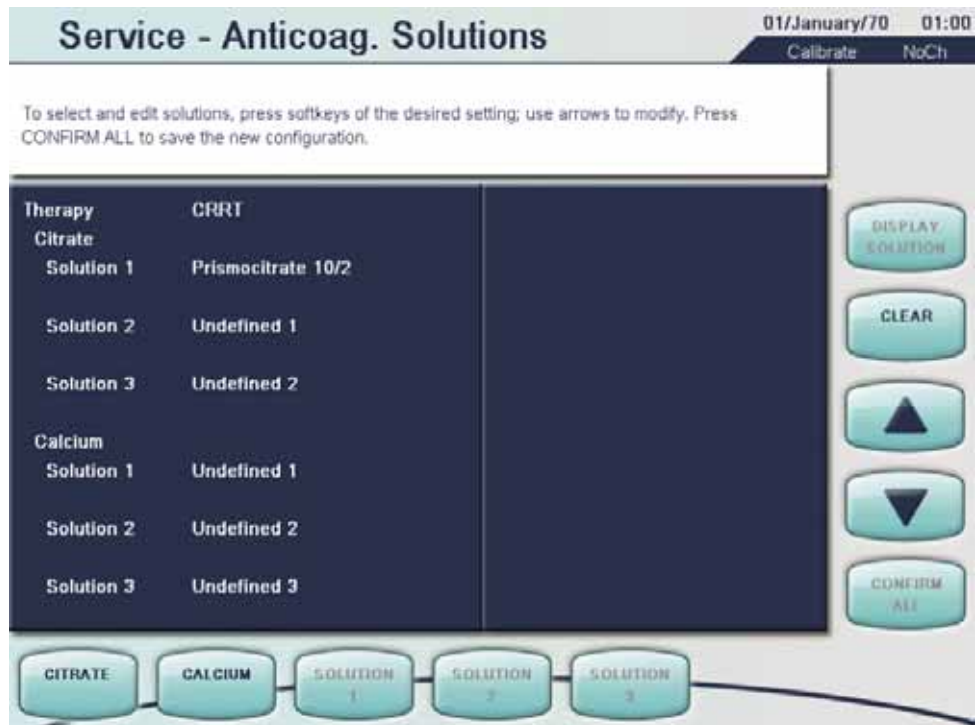 Service - Anticoag. Solutions
01/January/70 01:00
Calibrate NoCh
To select and edit solutions, press softkeys of the desired setting; use arrows to modify. Press
CONFIRM ALL to save the new configuration.
Therapy CRRT
Citrate
Solution 1 Prismocitrate 10/2
Solution 2 Undefined 1
Solution 3 Undefined 2
Calcium
Solution 1 Undefined 1
Solution 2 Undefined 2
Solution 3 Undefined 3
DISPLAY
SOLUTION
CLEAR
CONFIRM
ALL
CITRATE
CALCIUM
SOLUTION
1
SOLUTION
2
SOLUTION
3